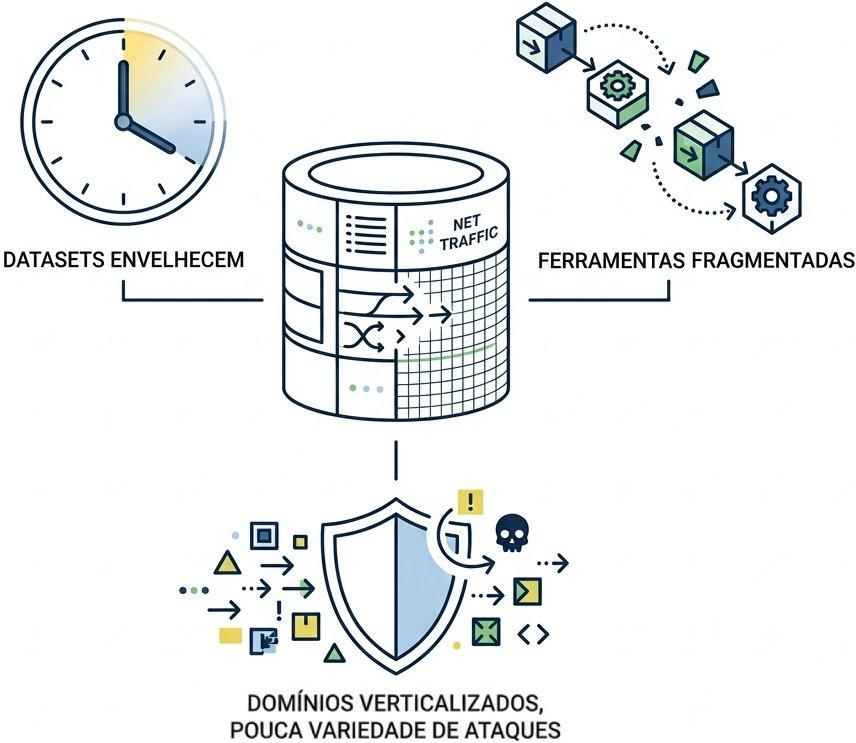 NET
TRAFFIC
DATASETS ENVELHECEM
FERRAMENTAS FRAGMENTADAS
!
!
DOMÍNIOS VERTICALIZADOS,
POUCA VARIEDADE DE ATAQUES